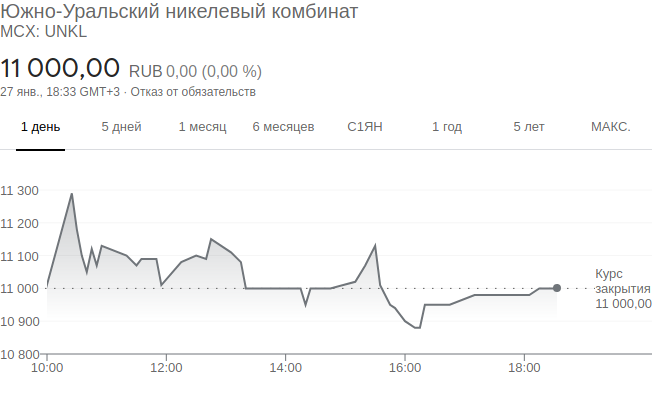 Южно-Уральский никелевый комбинат
MCX: UNKL
11 000,00 RUB 0,00 (0,00 %)
27 янв., 18:33 GMT+3 · Отказ от обязательств
1 день 5 дней 1 месяц 6 месяцев С1ЯН 1 год 5 лет МАКС.
11 300
11 200
11 100
11 000
10 900
10 800
Курс
закрытия
11 000,00
10:00 12:00 14:00 16:00 18:00